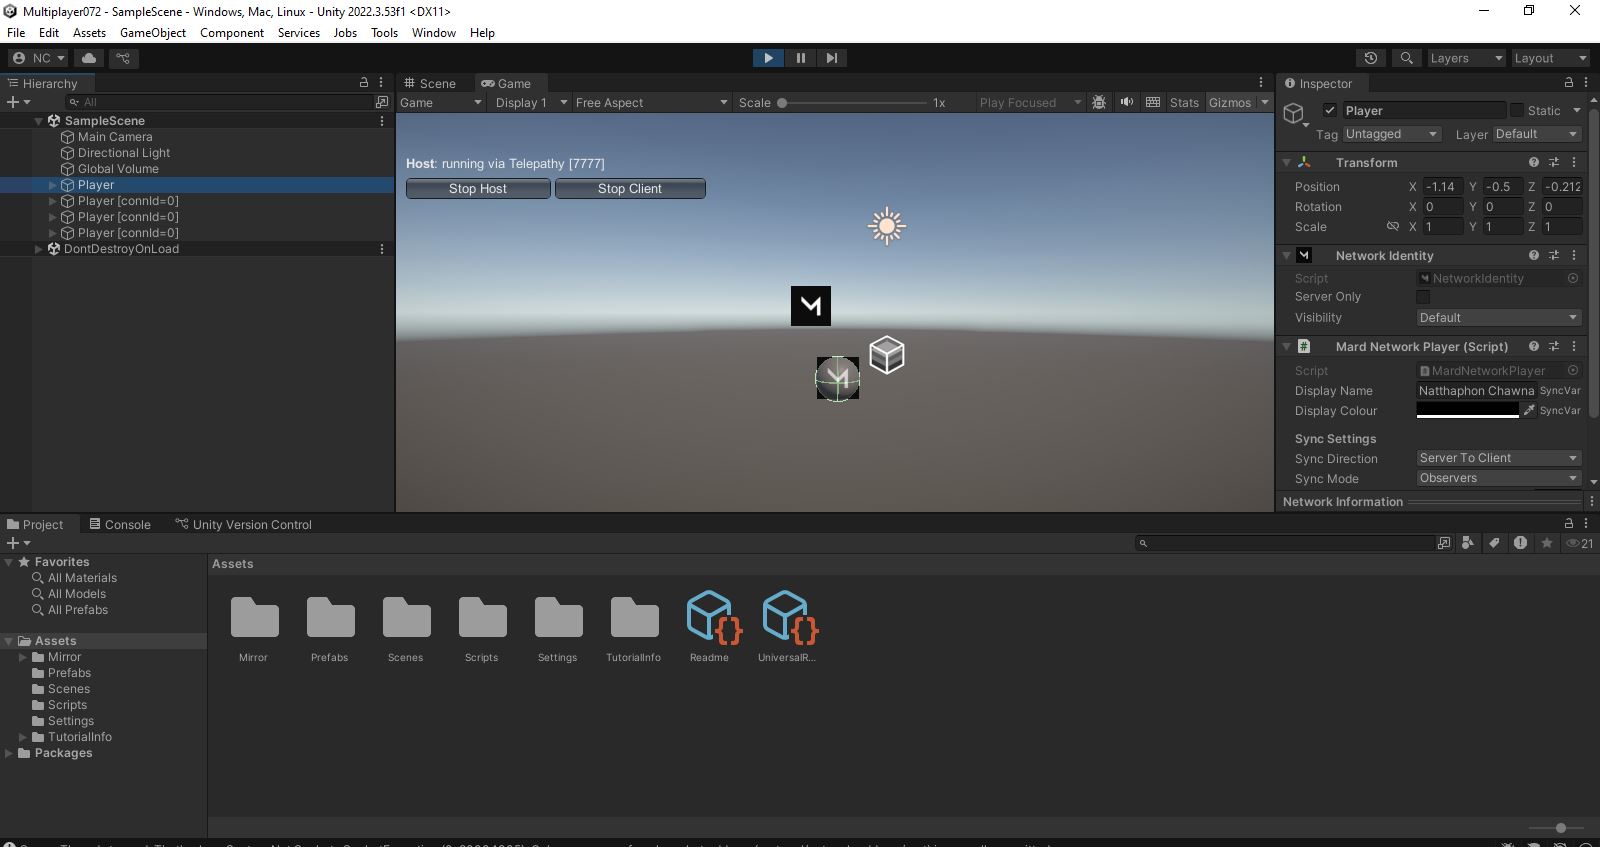 Multiplayer072 - SampleScene - Windows, Mac, Linux - Unity 2022.3.53f1 <DX11>
File Edit Assets GameObject Component Services Jobs Tools Window Help
NC Layers Layout
Hierarchy
All
SampleScene
Main Camera
Directional Light
Global Volume
Player
Player [connId=0]
Player [connId=0]
Player [connId=0]
DontDestroyOnLoad
Scene Game
Game Display 1 Free Aspect Scale 1x Play Focused Stats Gizmos
Host: running via Telepathy [7777]
Stop Host Stop Client
Inspector
Player Static
Tag Untagged Layer Default
Transform
Position X -1.14 Y -0.5 Z -0.212
Rotation X 0 Y 0 Z 0
Scale X 1 Y 1 Z 1
Network Identity
Script NetworkIdentity
Server Only
Visibility Default
Mard Network Player (Script)
Script MardNetworkPlayer
Display Name Natthaphon Chawna SyncVar
Display Colour SyncVar
Sync Settings
Sync Direction Server To Client
Sync Mode Observers
Network Information
Project Console Unity Version Control
21
Favorites
All Materials
All Models
All Prefabs
Assets
Mirror
Prefabs
Scenes
Scripts
Settings
TutorialInfo
Packages
Assets
Mirror Prefabs Scenes Scripts Settings TutorialInfo Readme UniversalR...